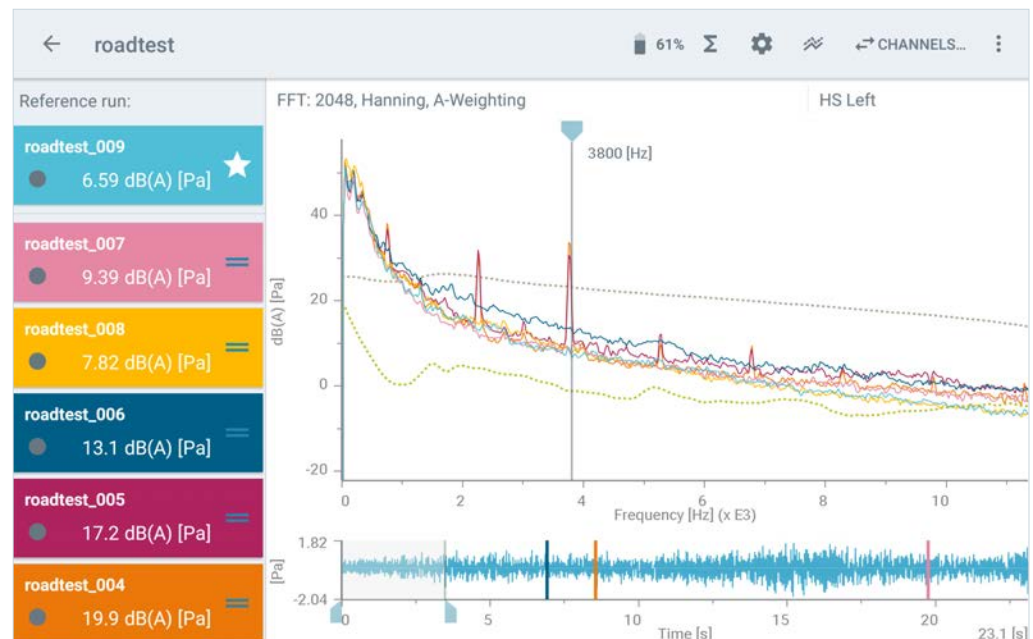 roadtest
61%
CHANNELS...
Reference run:
FFT: 2048, Hanning, A-Weighting
HS Left
roadtest_009
6.59 dB(A) [Pa]
roadtest_007
9.39 dB(A) [Pa]
roadtest_008
7.82 dB(A) [Pa]
roadtest_006
13.1 dB(A) [Pa]
roadtest_005
17.2 dB(A) [Pa]
roadtest_004
19.9 dB(A) [Pa]
3800 [Hz]
dB(A) [Pa]
40
20
0
-20
0
2
4
6
8
10
Frequency [Hz] (x E3)
[Pa]
1.82
-2.04
0
5
10
15
20
23.1 [s]
Time [s]